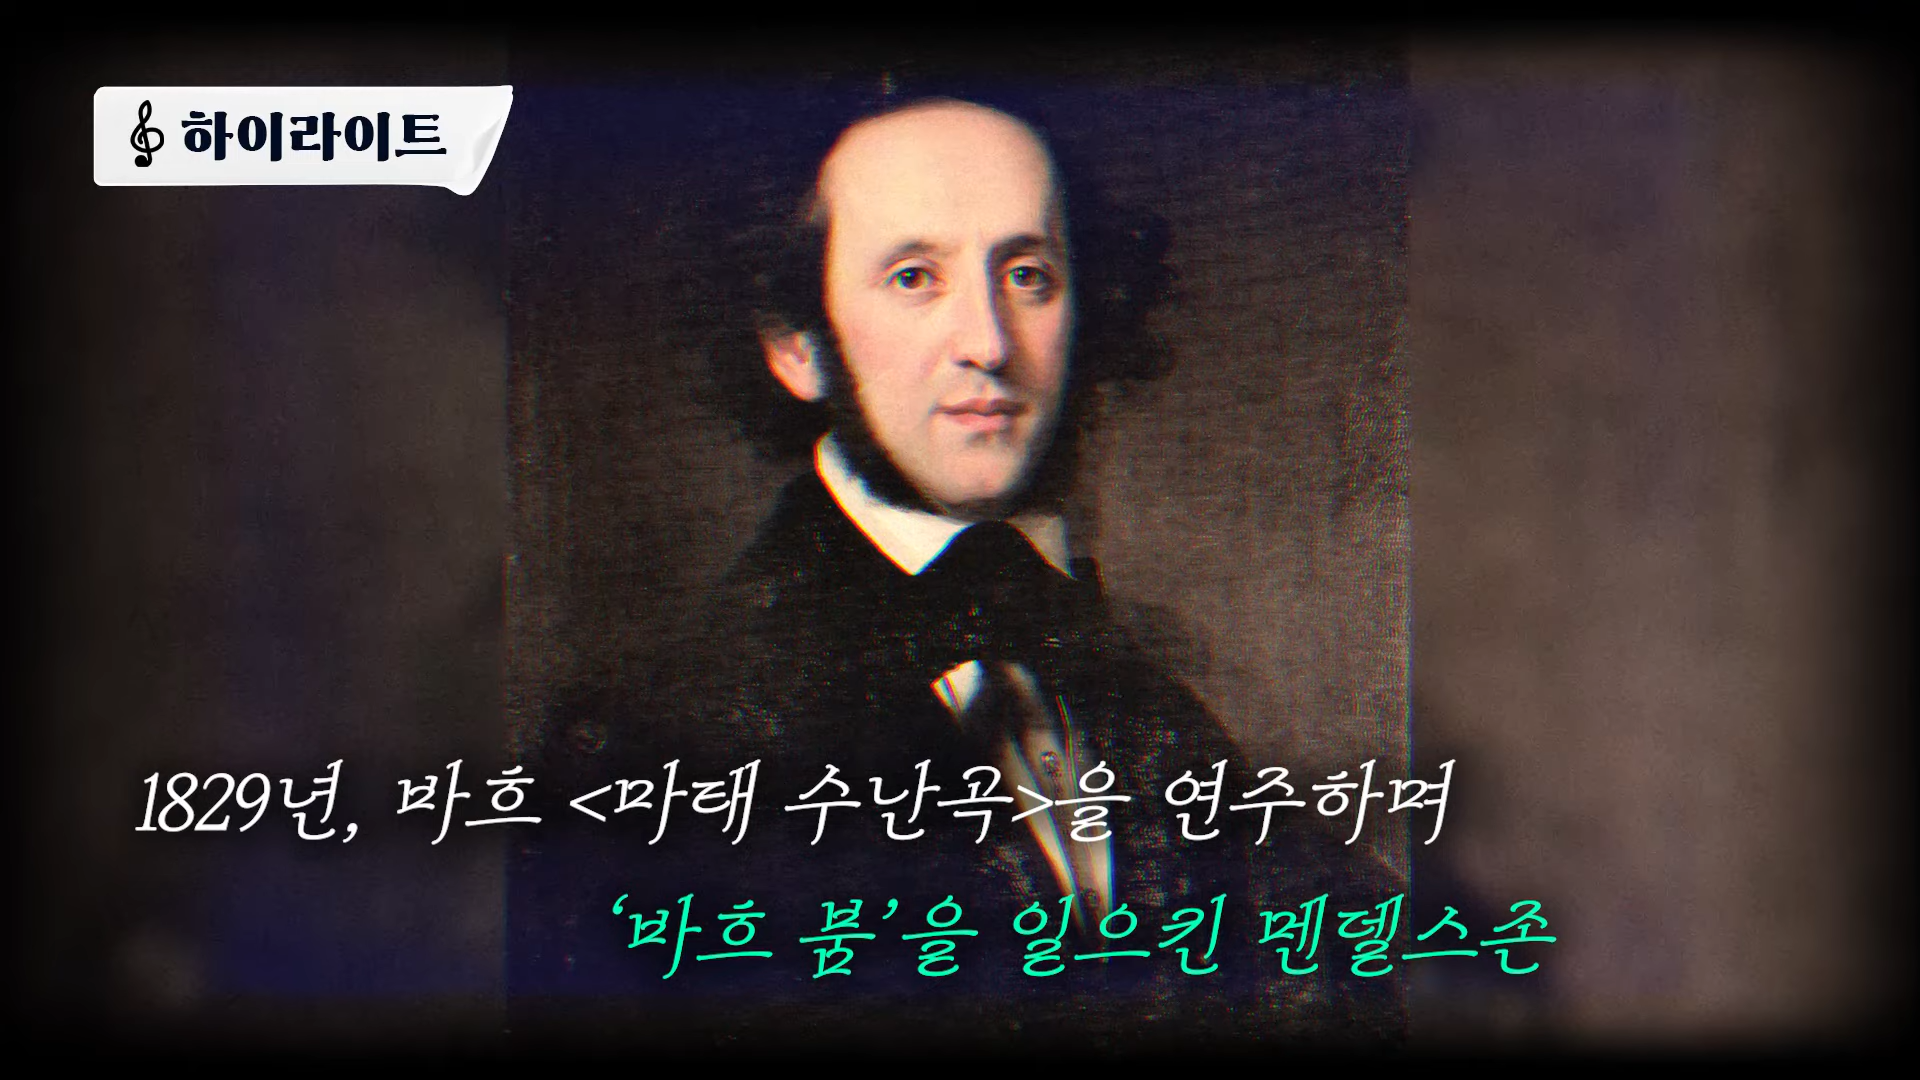 하이라이트
1829년, 바흐 <마태 수난곡>을 연주하며
‘바흐 붐’을 일으킨 멘델스존